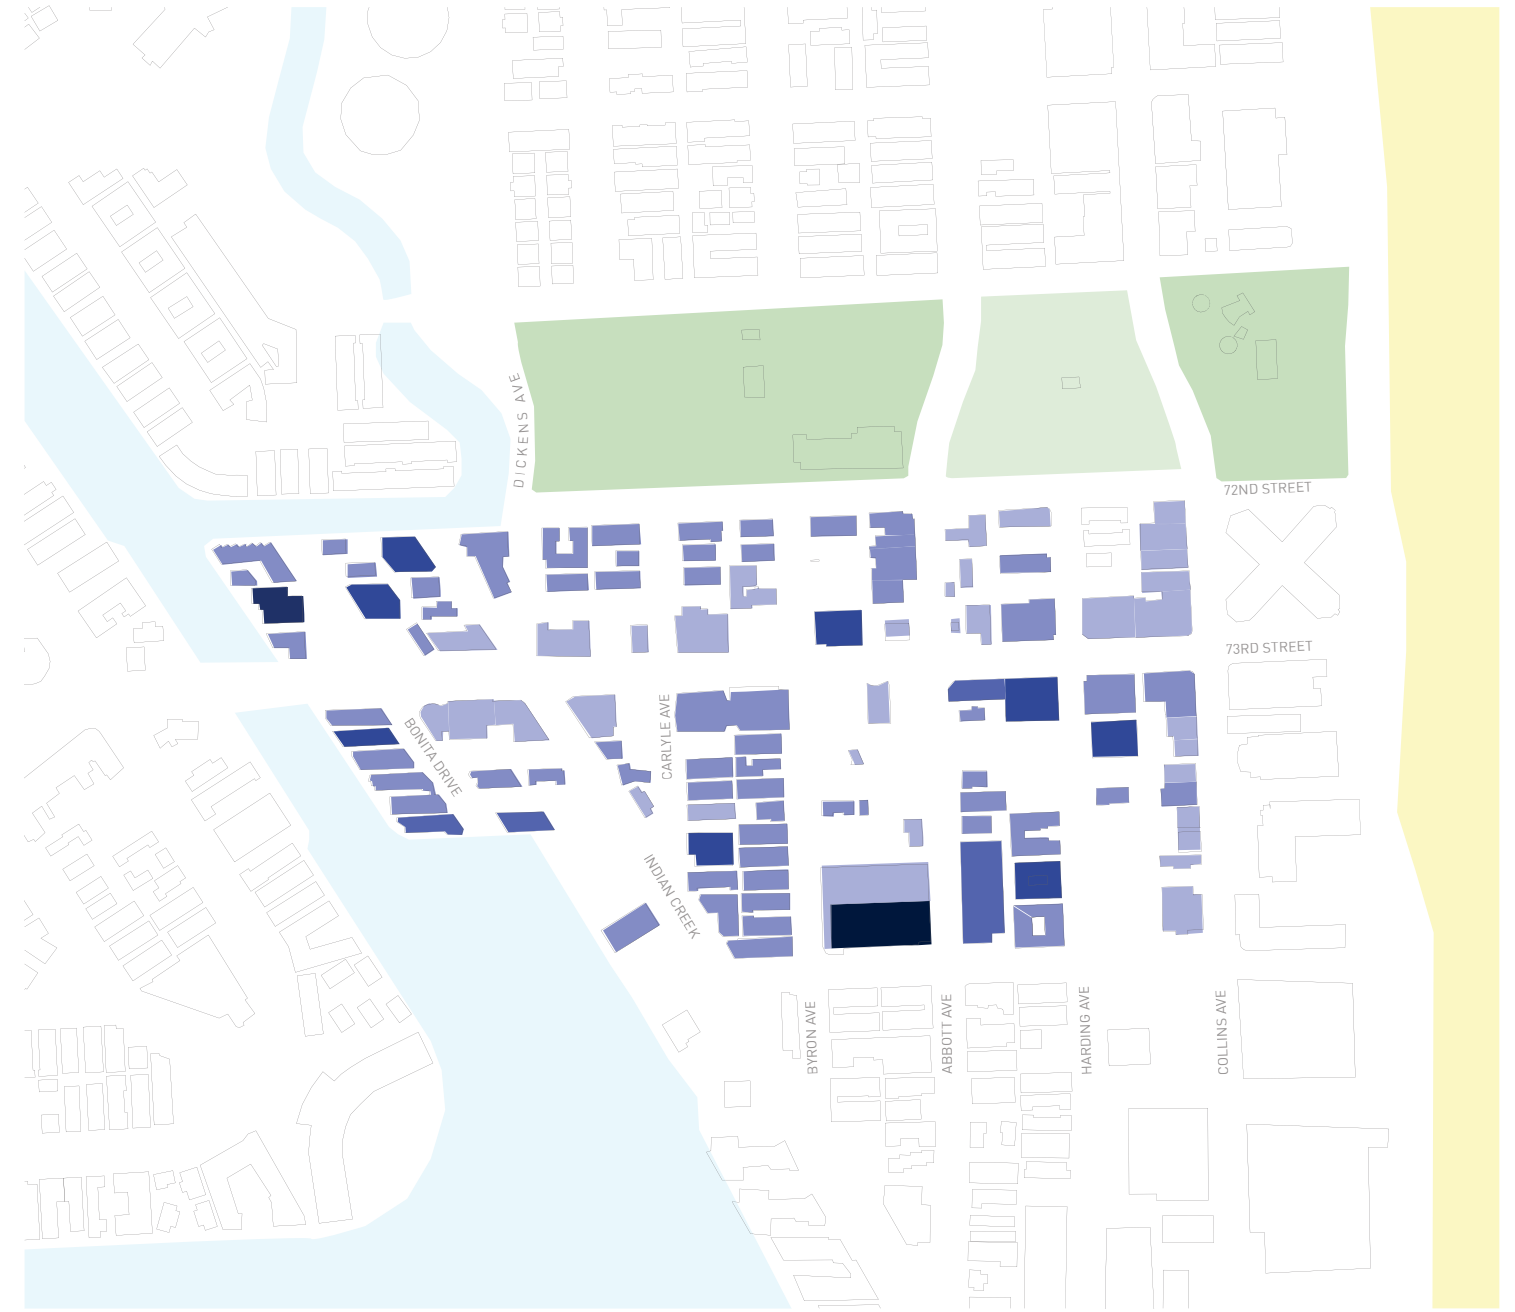 DICKENS AVE
72ND STREET
73RD STREET
CARLYLE AVE
BONITA DRIVE
INDIAN CREEK
BYRON AVE
ABBOTT AVE
HARDING AVE
COLLINS AVE